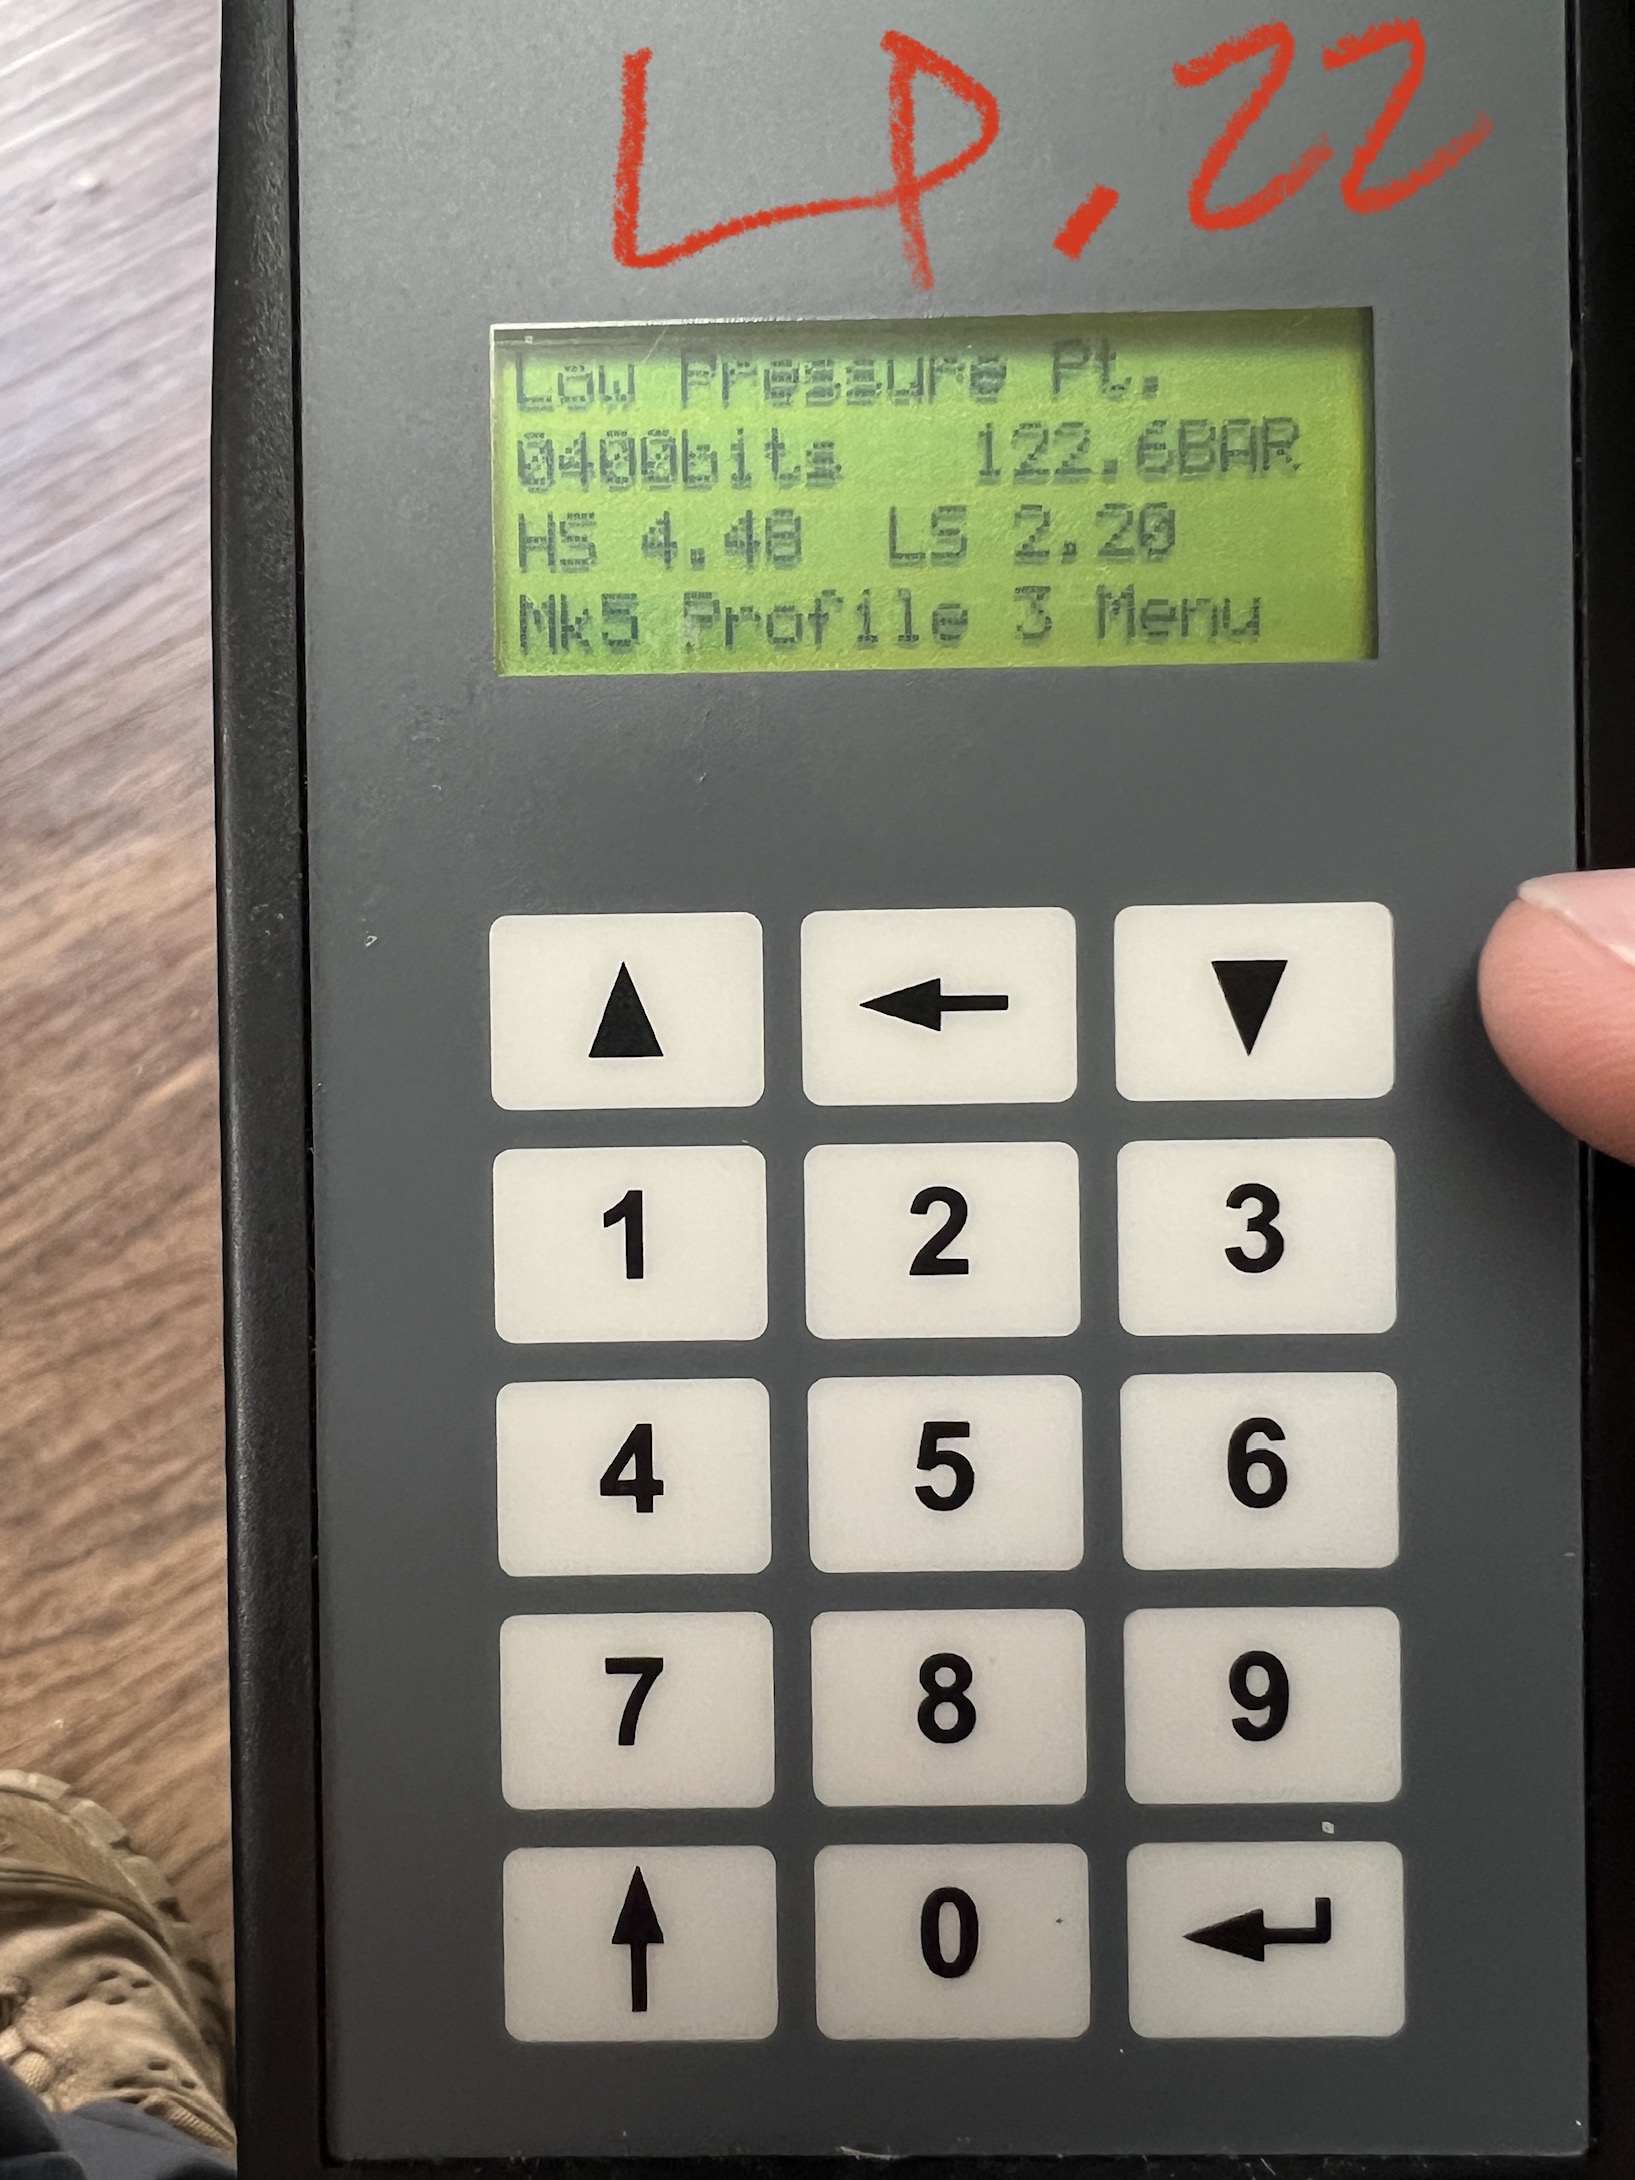 LP.22
Low Pressure Pt.
0400bits 122.6BAR
HS 4.48 LS 2.20
Mk5 Profile 3 Menu
1 2 3
4 5 6
7 8 9
0